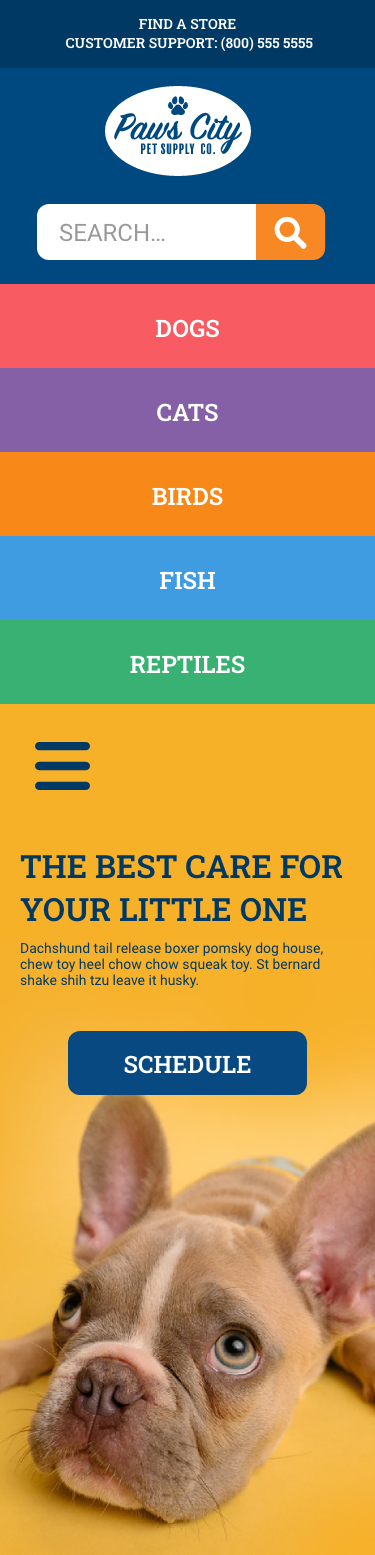 FIND A STORE
CUSTOMER SUPPORT: (800) 555 5555
Paws City
PET SUPPLY CO.
SEARCH...
DOGS
CATS
BIRDS
FISH
REPTILES
THE BEST CARE FOR
YOUR LITTLE ONE
Dachshund tail release boxer pomsky dog house,
chew toy heel chow chow squeak toy. St bernard
shake shih tzu leave it husky.
SCHEDULE